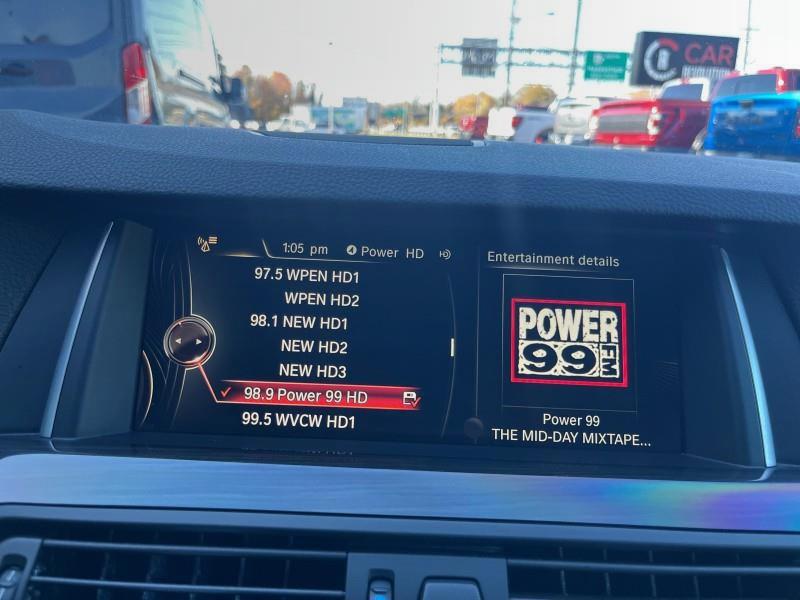 CAR
REVOLUTION
1:05 pm
4 Power HD
Entertainment details
97.5 WPEN HD1
WPEN HD2
98.1 NEW HD1
NEW HD2
NEW HD3
98.9 Power 99 HD
99.5 WVCW HD1
POWER
99 FM
Power 99
THE MID-DAY MIXTAPE...